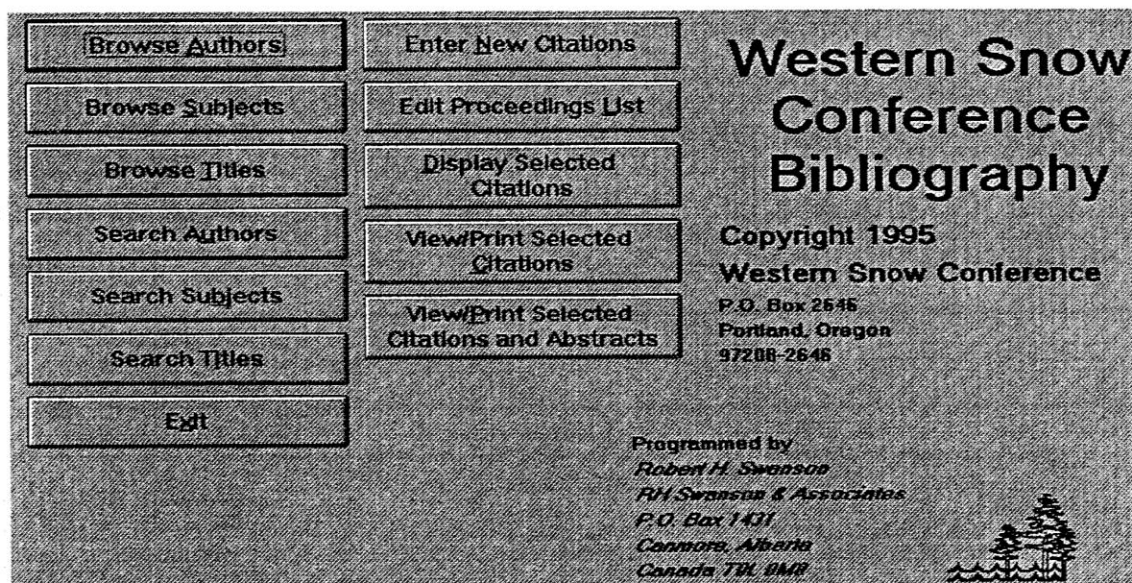 Browse Authors
Browse Subjects
Browse Titles
Search Authors
Search Subjects
Search Titles
Exit
Enter New Citations
Edit Proceedings List
Display Selected
Citations
View/Print Selected
Citations
View/Print Selected
Citations and Abstracts
Western Snow
Conference
Bibliography
Copyright 1995
Western Snow Conference
P.O. Box 2646
Portland, Oregon
97208-2646
Programmed by
Robert H. Swanson
RH Swanson & Associates
P.O. Box 1431
Canmore, Alberta
Canada